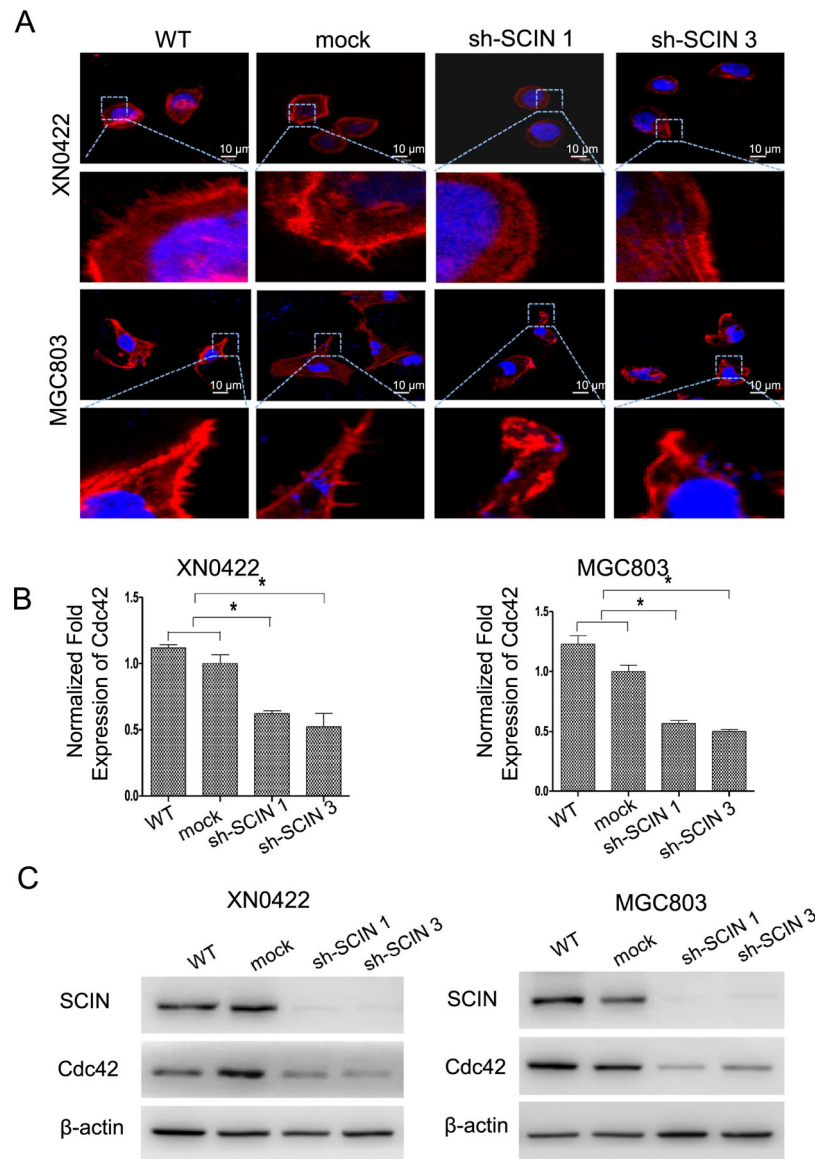 A
WT mock sh-SCIN 1 sh-SCIN 3
XN0422
10 μm 10 μm 10 μm 10 μm
MGC803
10 μm 10 μm 10 μm 10 μm
B
XN0422
Normalized Fold
Expression of Cdc42
1.5
1.0
0.5
0.0
* *
WT mock sh-SCIN 1 sh-SCIN 3
MGC803
Normalized Fold
Expression of Cdc42
1.5
1.0
0.5
0.0
* *
WT mock sh-SCIN 1 sh-SCIN 3
C
XN0422
WT mock sh-SCIN 1 sh-SCIN 3
SCIN
Cdc42
β-actin
MGC803
WT mock sh-SCIN 1 sh-SCIN 3
SCIN
Cdc42
β-actin